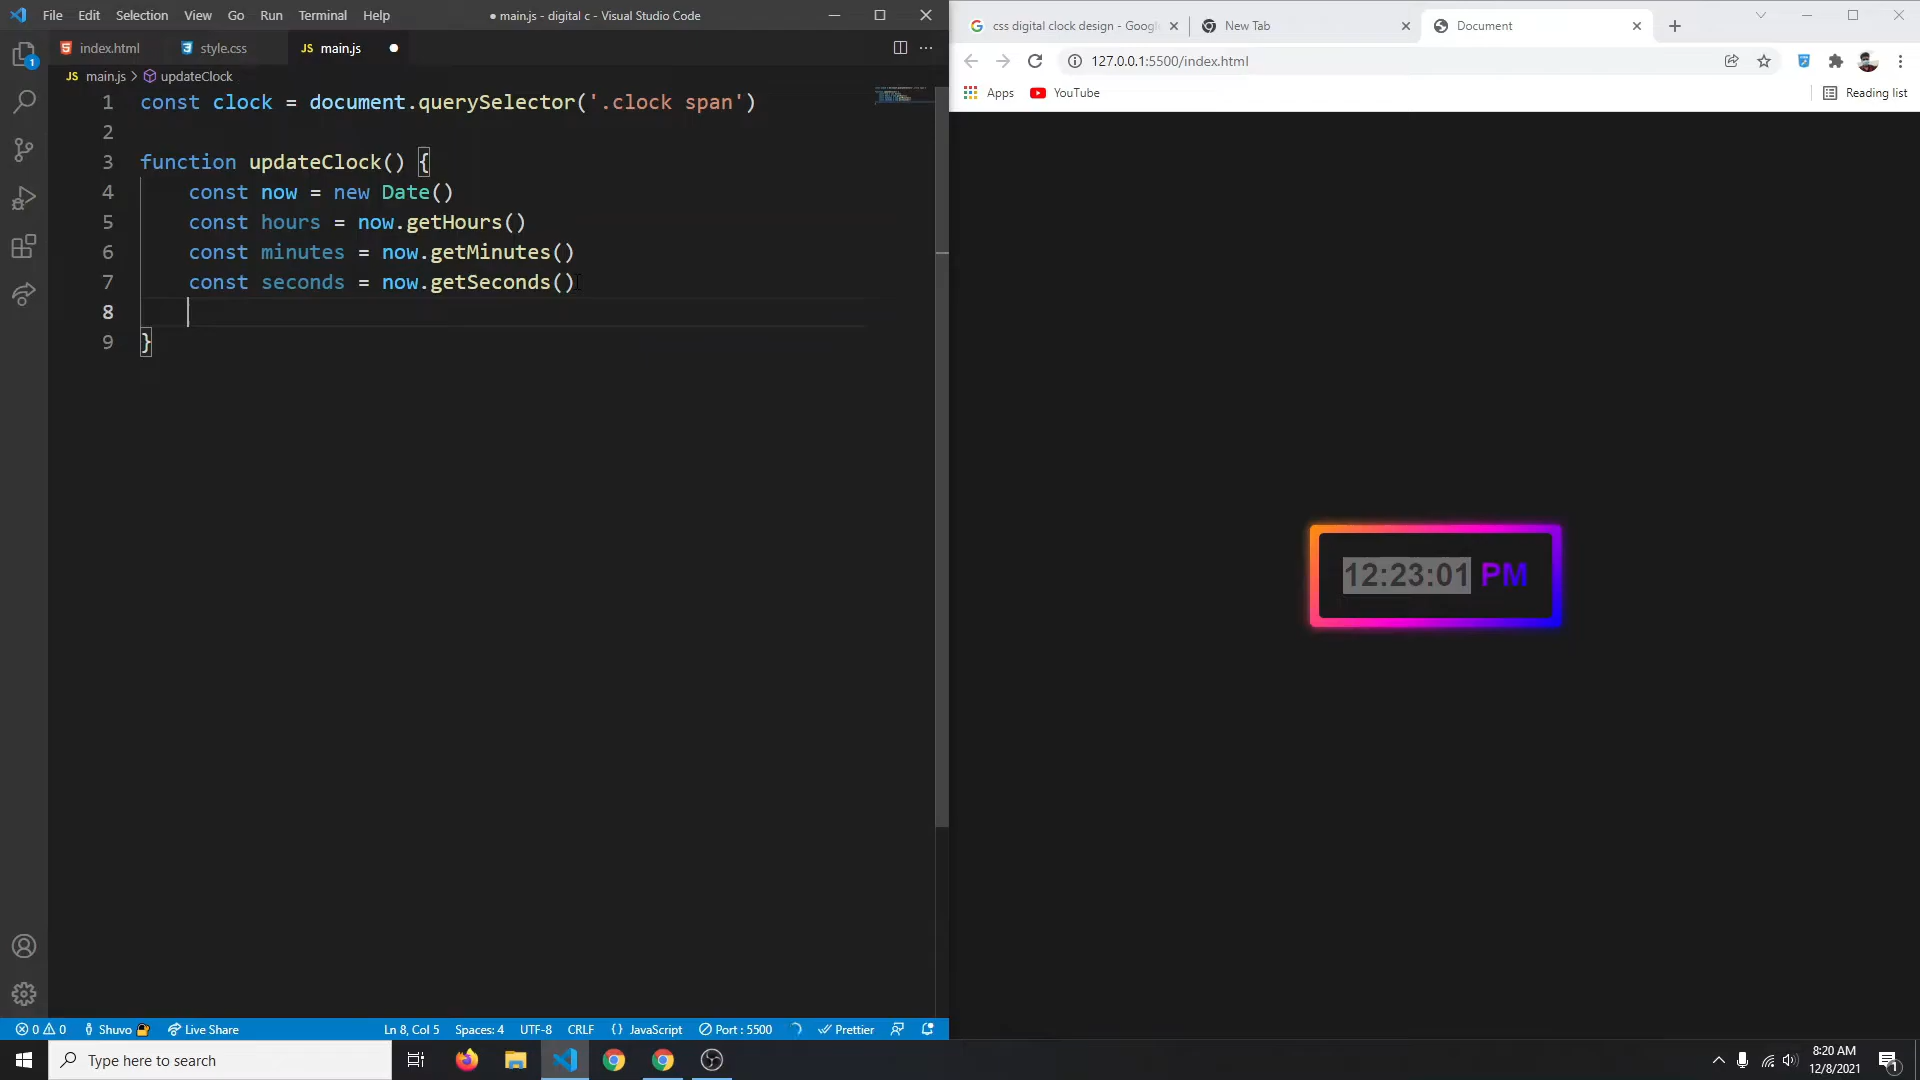 File Edit Selection View Go Run Terminal Help
● main.js - digital c - Visual Studio Code
index.html style.css JS main.js ●
JS main.js > updateClock
1 const clock = document.querySelector('.clock span')
2
3 function updateClock() {
4 const now = new Date()
5 const hours = now.getHours()
6 const minutes = now.getMinutes()
7 const seconds = now.getSeconds()
8
9 }
1
0 0 Shuvo Live Share Ln 8, Col 5 Spaces: 4 UTF-8 CRLF {} JavaScript Port : 5500 Prettier
css digital clock design - Googl New Tab Document
127.0.0.1:5500/index.html
Apps YouTube Reading list
12:23:01 PM
Type here to search
8:20 AM
12/8/2021
1